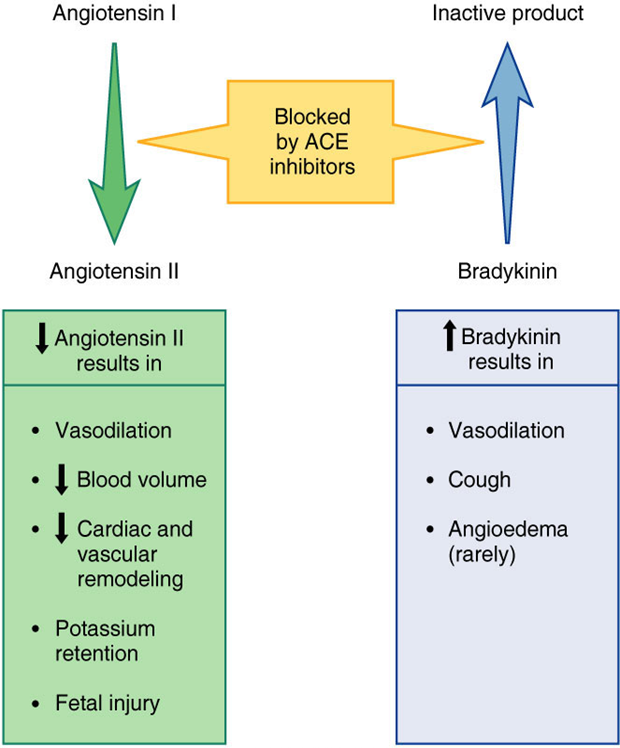 Angiotensin I
Inactive product
Blocked
by ACE
inhibitors
Angiotensin II
Bradykinin
↓ Angiotensin II
results in
• Vasodilation
• ↓ Blood volume
• ↓ Cardiac and
vascular
remodeling
• Potassium
retention
• Fetal injury
↑ Bradykinin
results in
• Vasodilation
• Cough
• Angioedema
(rarely)